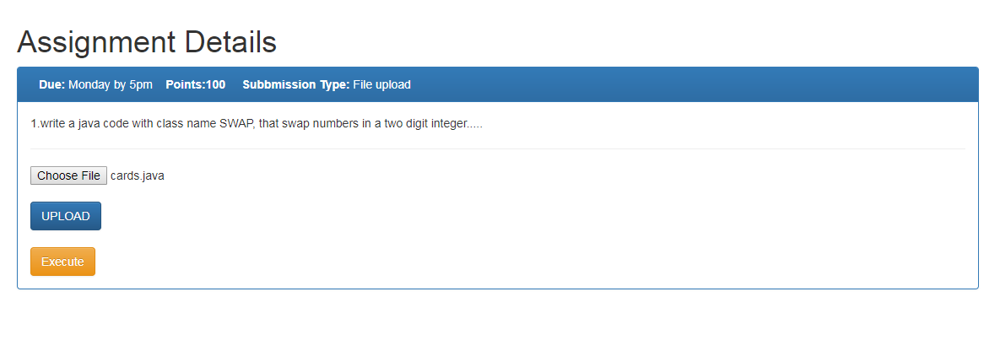 Assignment Details
Due: Monday by 5pm Points:100 Subbmission Type: File upload
1.write a java code with class name SWAP, that swap numbers in a two digit integer.....
Choose File cards.java
UPLOAD
Execute